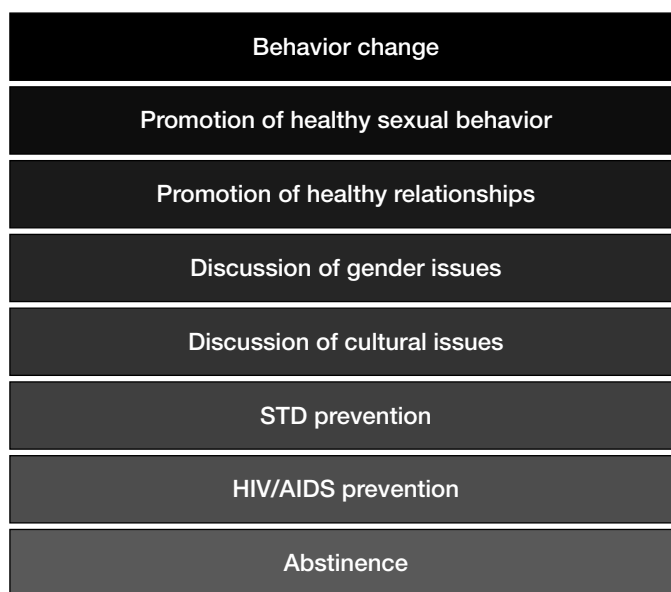 Behavior change
Promotion of healthy sexual behavior
Promotion of healthy relationships
Discussion of gender issues
Discussion of cultural issues
STD prevention
HIV/AIDS prevention
Abstinence